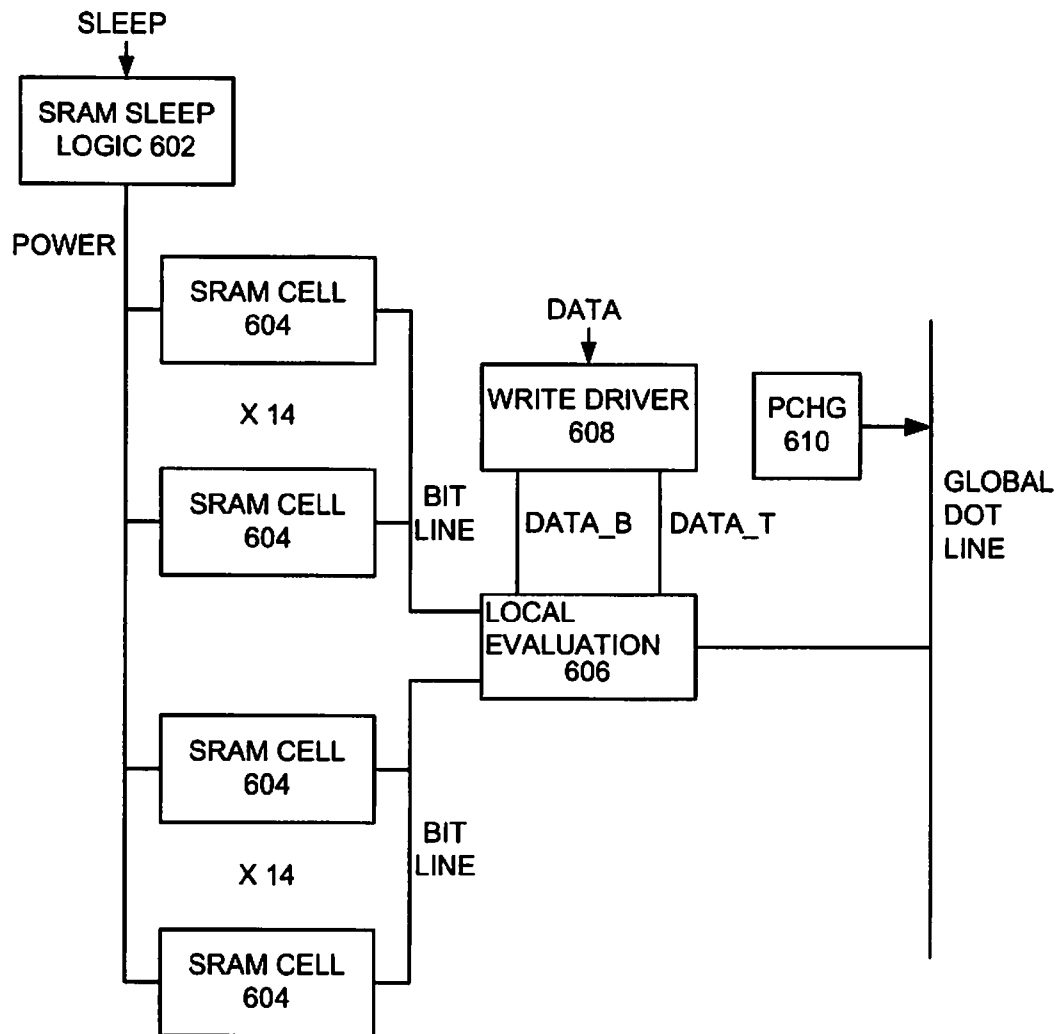 SLEEP
SRAM SLEEP
LOGIC 602
POWER
SRAM CELL
604
X 14
SRAM CELL
604
BIT
LINE
DATA
WRITE DRIVER
608
DATA_B
DATA_T
PCHG
610
GLOBAL
DOT
LINE
LOCAL
EVALUATION
606
SRAM CELL
604
X 14
BIT
LINE
SRAM CELL
604